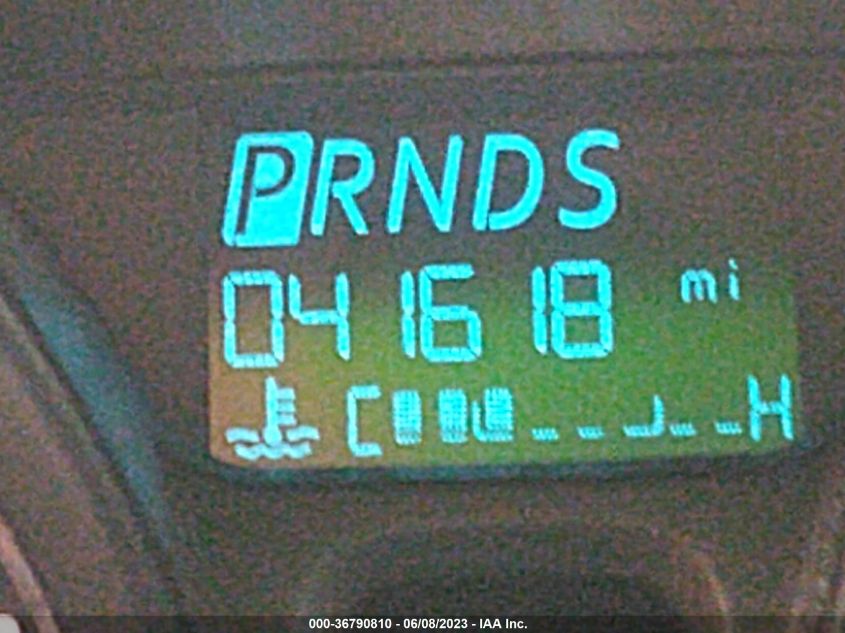 PRNDS
041618 mi
C H
000-36790810 - 06/08/2023 - IAA Inc.